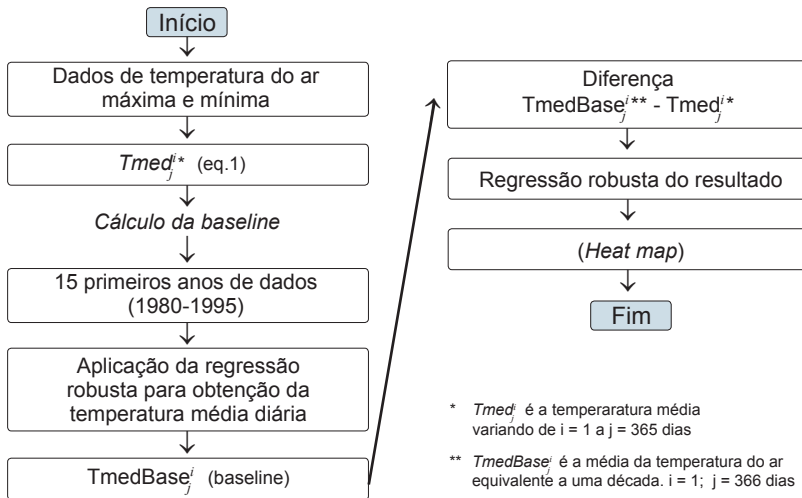 Início
Dados de temperatura do ar
máxima e mínima
Tmedⱼⁱ* (eq.1)
Cálculo da baseline
15 primeiros anos de dados
(1980-1995)
Aplicação da regressão
robusta para obtenção da
temperatura média diária
TmedBaseⱼⁱ (baseline)
Diferença
TmedBaseⱼⁱ** - Tmedⱼⁱ*
Regressão robusta do resultado
(Heat map)
Fim
* Tmedⱼⁱ é a temperaratura média
variando de i = 1 a j = 365 dias
** TmedBaseⱼⁱ é a média da temperatura do ar
equivalente a uma década. i = 1; j = 366 dias